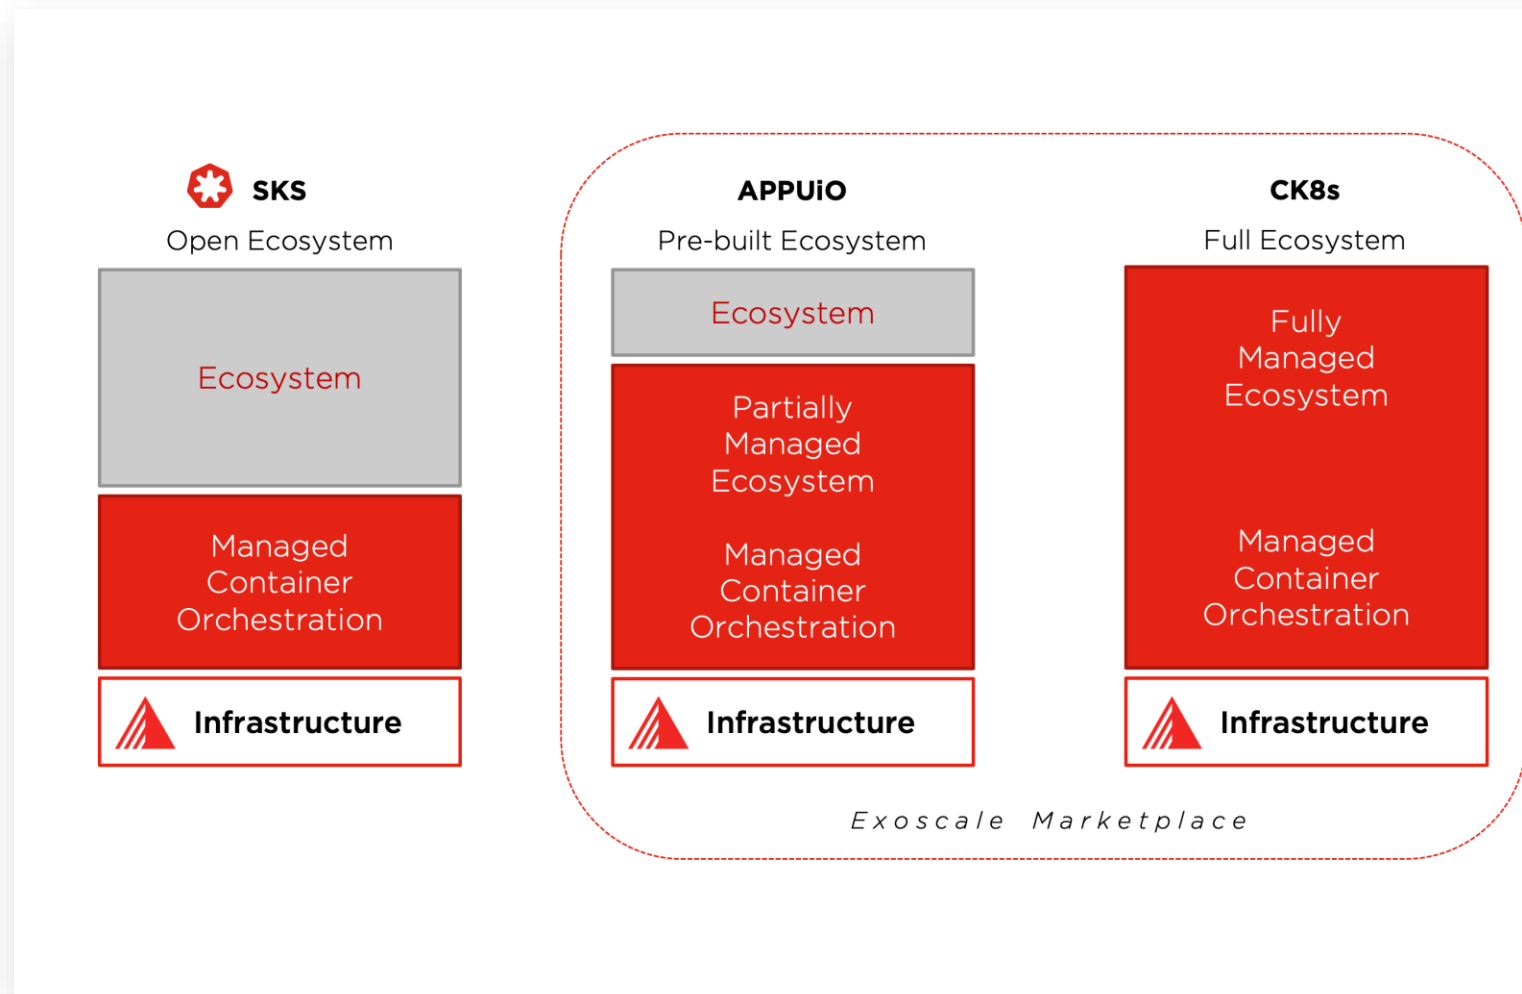 SKS
Open Ecosystem
Ecosystem
Managed
Container
Orchestration
Infrastructure
APPUiO
Pre-built Ecosystem
Ecosystem
Partially
Managed
Ecosystem
Managed
Container
Orchestration
Infrastructure
CK8s
Full Ecosystem
Fully
Managed
Ecosystem
Managed
Container
Orchestration
Infrastructure
Exoscale Marketplace